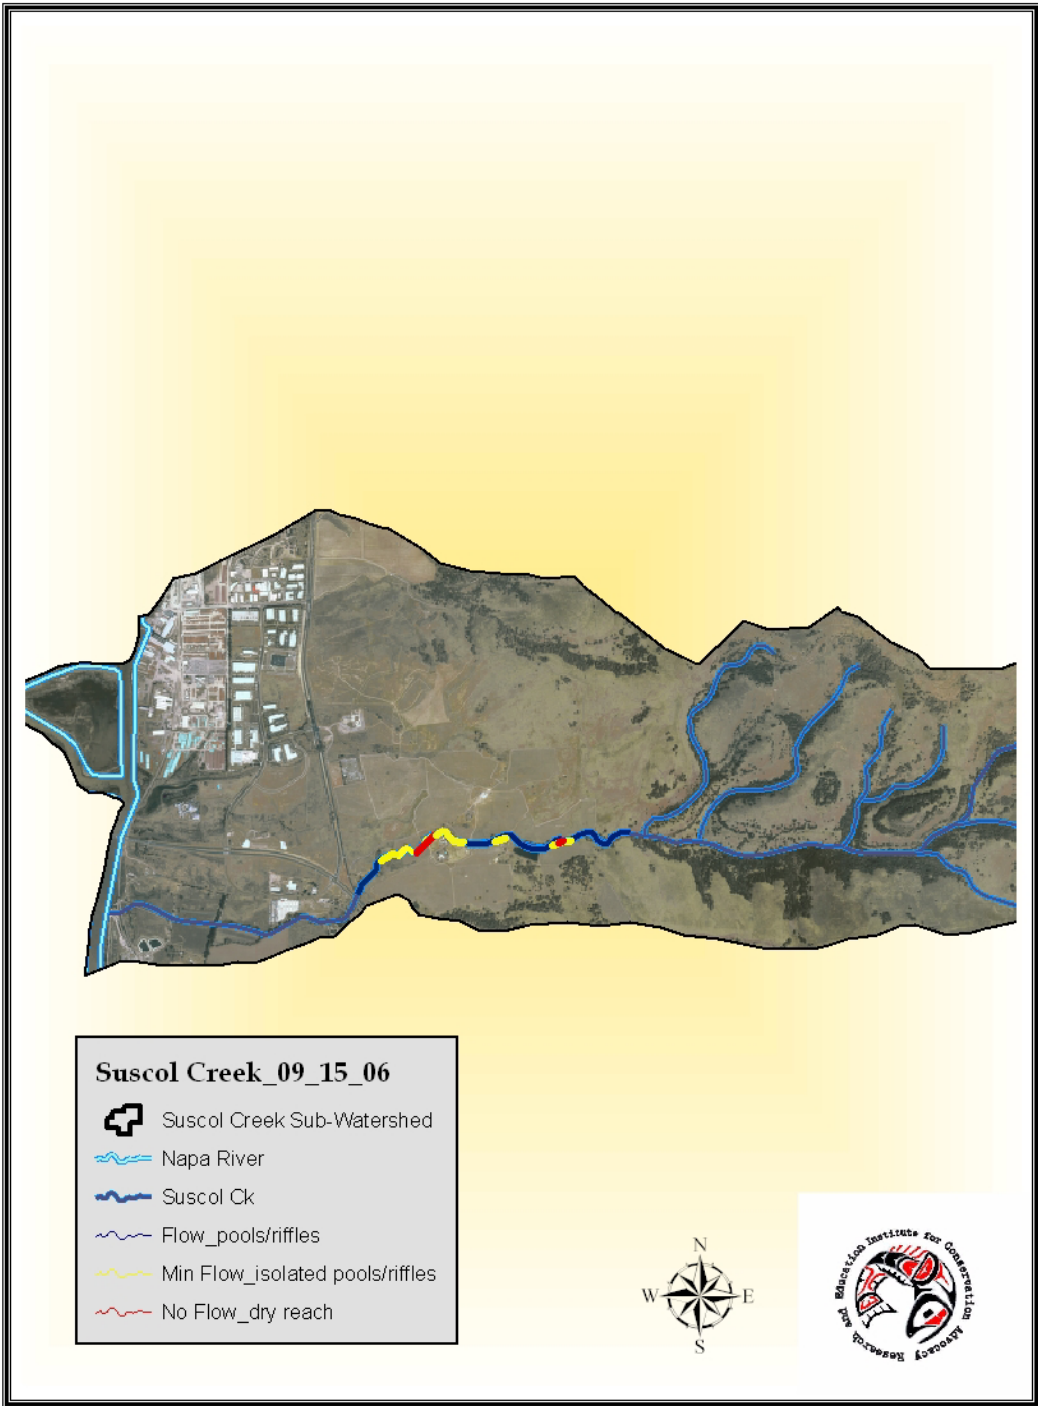 Suscol Creek_09_15_06
Suscol Creek Sub-Watershed
Napa River
Suscol Ck
Flow_pools/riffles
Min Flow_isolated pools/riffles
No Flow_dry reach
N
W
E
S
Institute for Conservation Advocacy Research and Education